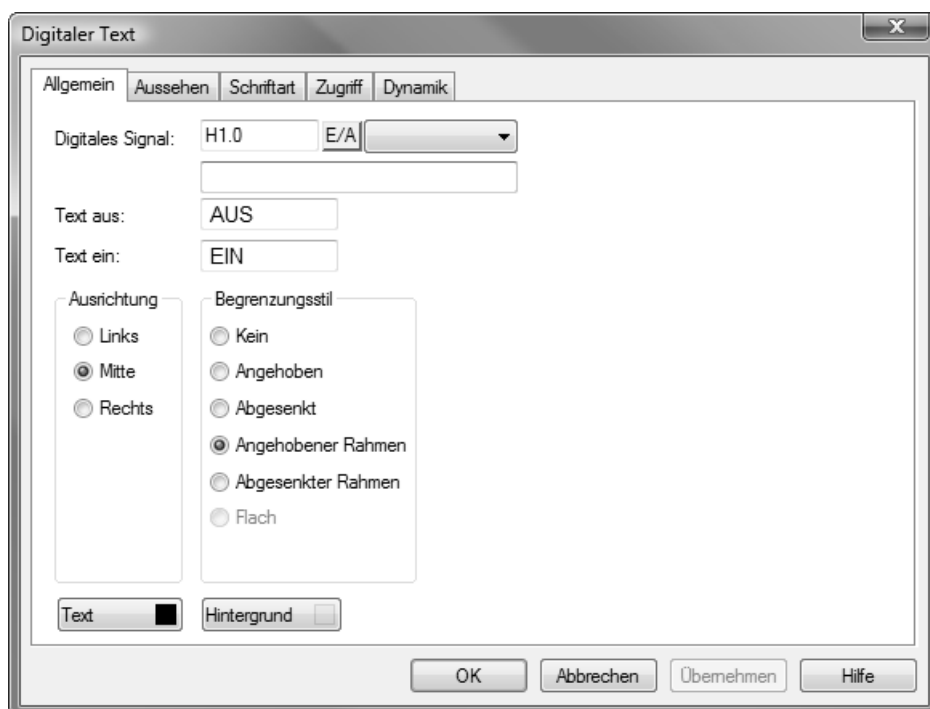 Digitaler Text
Allgemein Aussehen Schriftart Zugriff Dynamik
Digitales Signal: H1.0 E/A
Text aus: AUS
Text ein: EIN
Ausrichtung
Links
Mitte
Rechts
Begrenzungsstil
Kein
Angehoben
Abgesenkt
Angehobener Rahmen
Abgesenkter Rahmen
Flach
Text Hintergrund
OK Abbrechen Übernehmen Hilfe